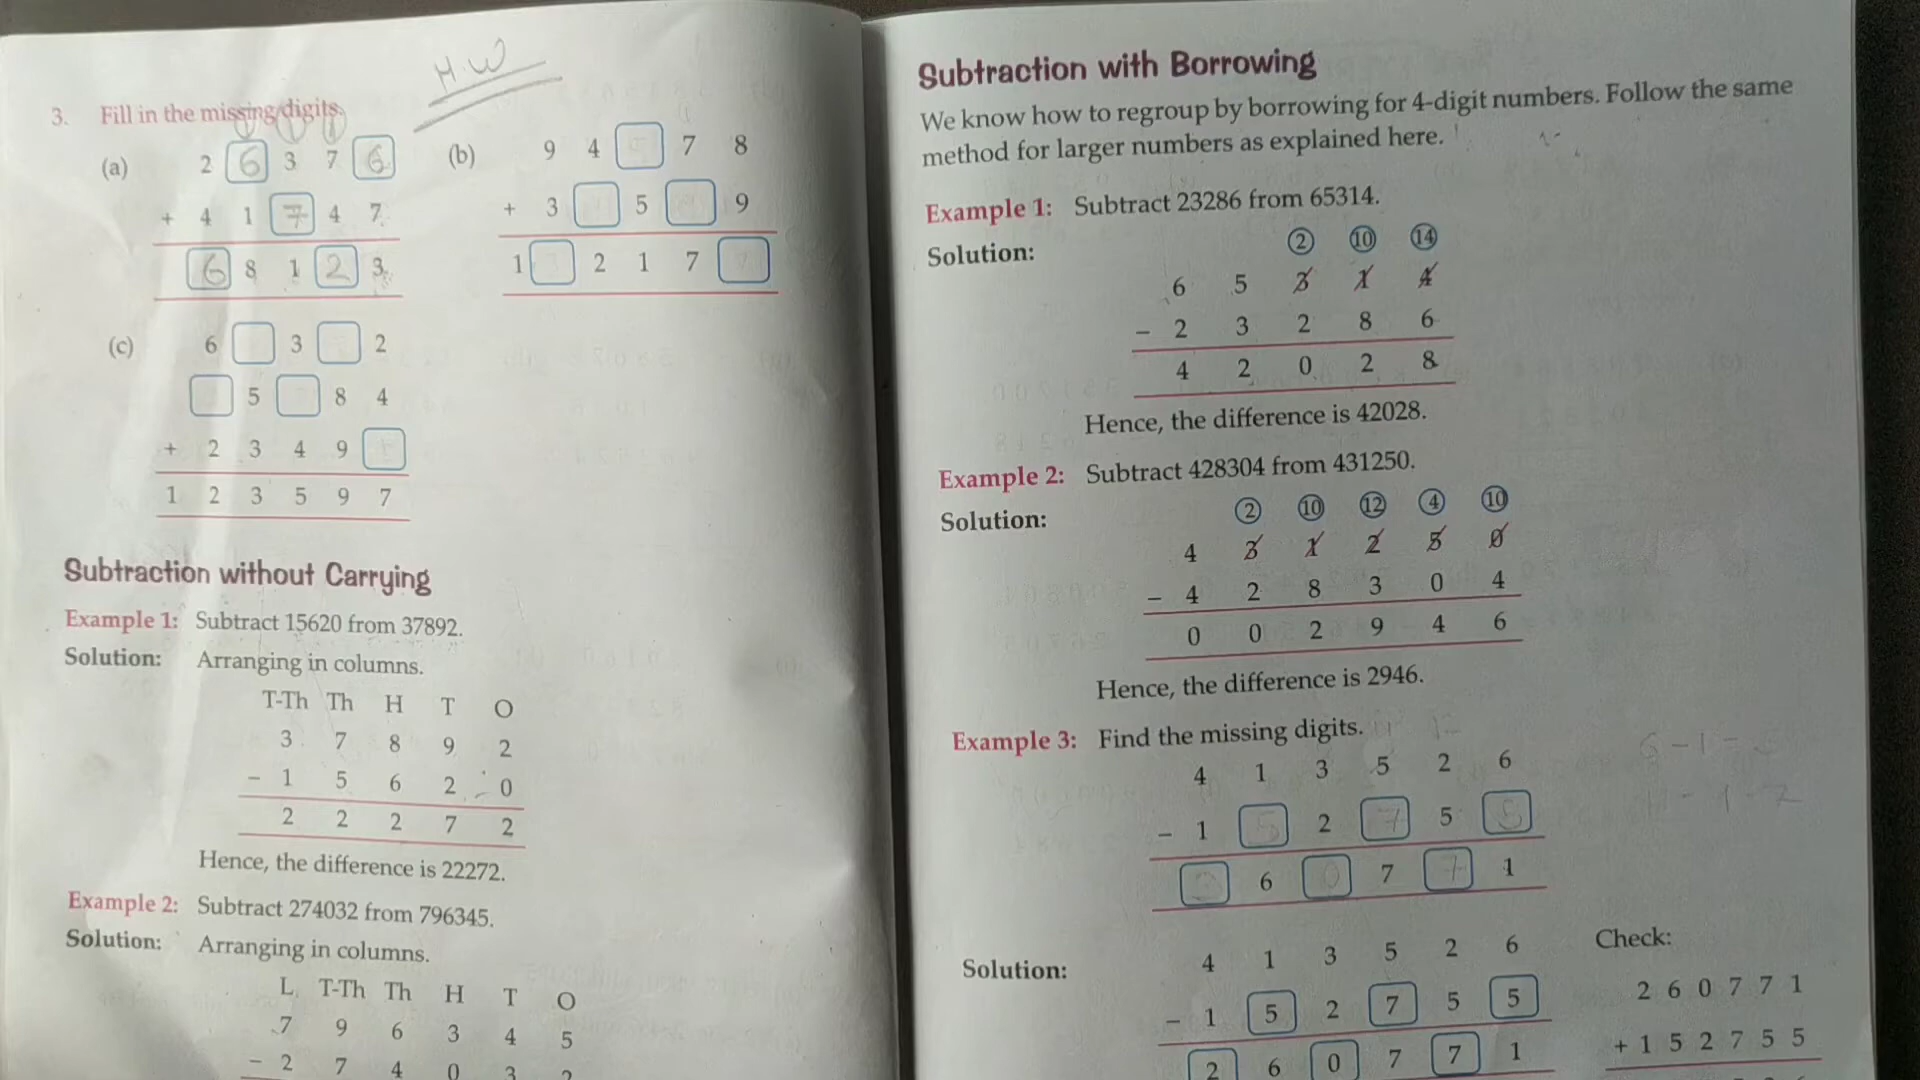 H.W
3. Fill in the missing digits.
(a) 2 6 3 7 6
+ 4 1 7 4 7
6 8 1 2 3
(b) 9 4 7 8
+ 3 5 9
1 2 1 7
(c) 6 3 2
5 8 4
+ 2 3 4 9
1 2 3 5 9 7
Subtraction without Carrying
Example 1: Subtract 15620 from 37892.
Solution: Arranging in columns.
T-Th Th H T O
3 7 8 9 2
- 1 5 6 2 0
2 2 2 7 2
Hence, the difference is 22272.
Example 2: Subtract 274032 from 796345.
Solution: Arranging in columns.
L T-Th Th H T O
7 9 6 3 4 5
- 2 7 4 0 3 2
Subtraction with Borrowing
We know how to regroup by borrowing for 4-digit numbers. Follow the same
method for larger numbers as explained here.
Example 1: Subtract 23286 from 65314.
Solution:
2 10 14
6 5 3 1 4
- 2 3 2 8 6
4 2 0 2 8
Hence, the difference is 42028.
Example 2: Subtract 428304 from 431250.
Solution:
2 10 12 4 10
4 3 1 2 5 0
- 4 2 8 3 0 4
0 0 2 9 4 6
Hence, the difference is 2946.
Example 3: Find the missing digits.
4 1 3 5 2 6
- 1 5 2 7 5 5
6 0 7 7 1
Solution:
4 1 3 5 2 6
- 1 5 2 7 5 5
2 6 0 7 7 1
Check:
2 6 0 7 7 1
+ 1 5 2 7 5 5